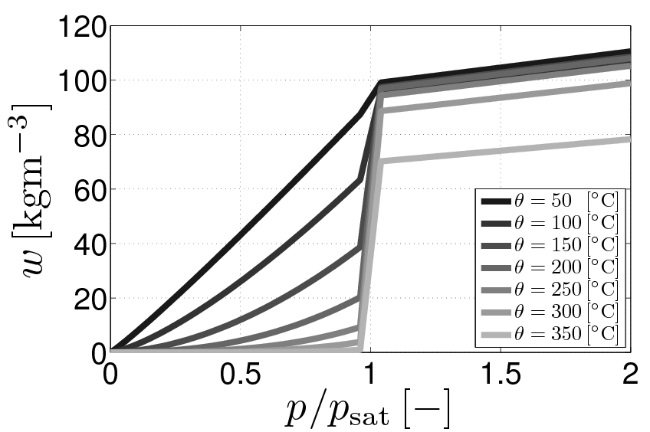 120
100
80
60
40
20
0
w [kgm−3]
0 0.5 1 1.5 2
p/psat [−]
θ = 50 [°C]
θ = 100 [°C]
θ = 150 [°C]
θ = 200 [°C]
θ = 250 [°C]
θ = 300 [°C]
θ = 350 [°C]